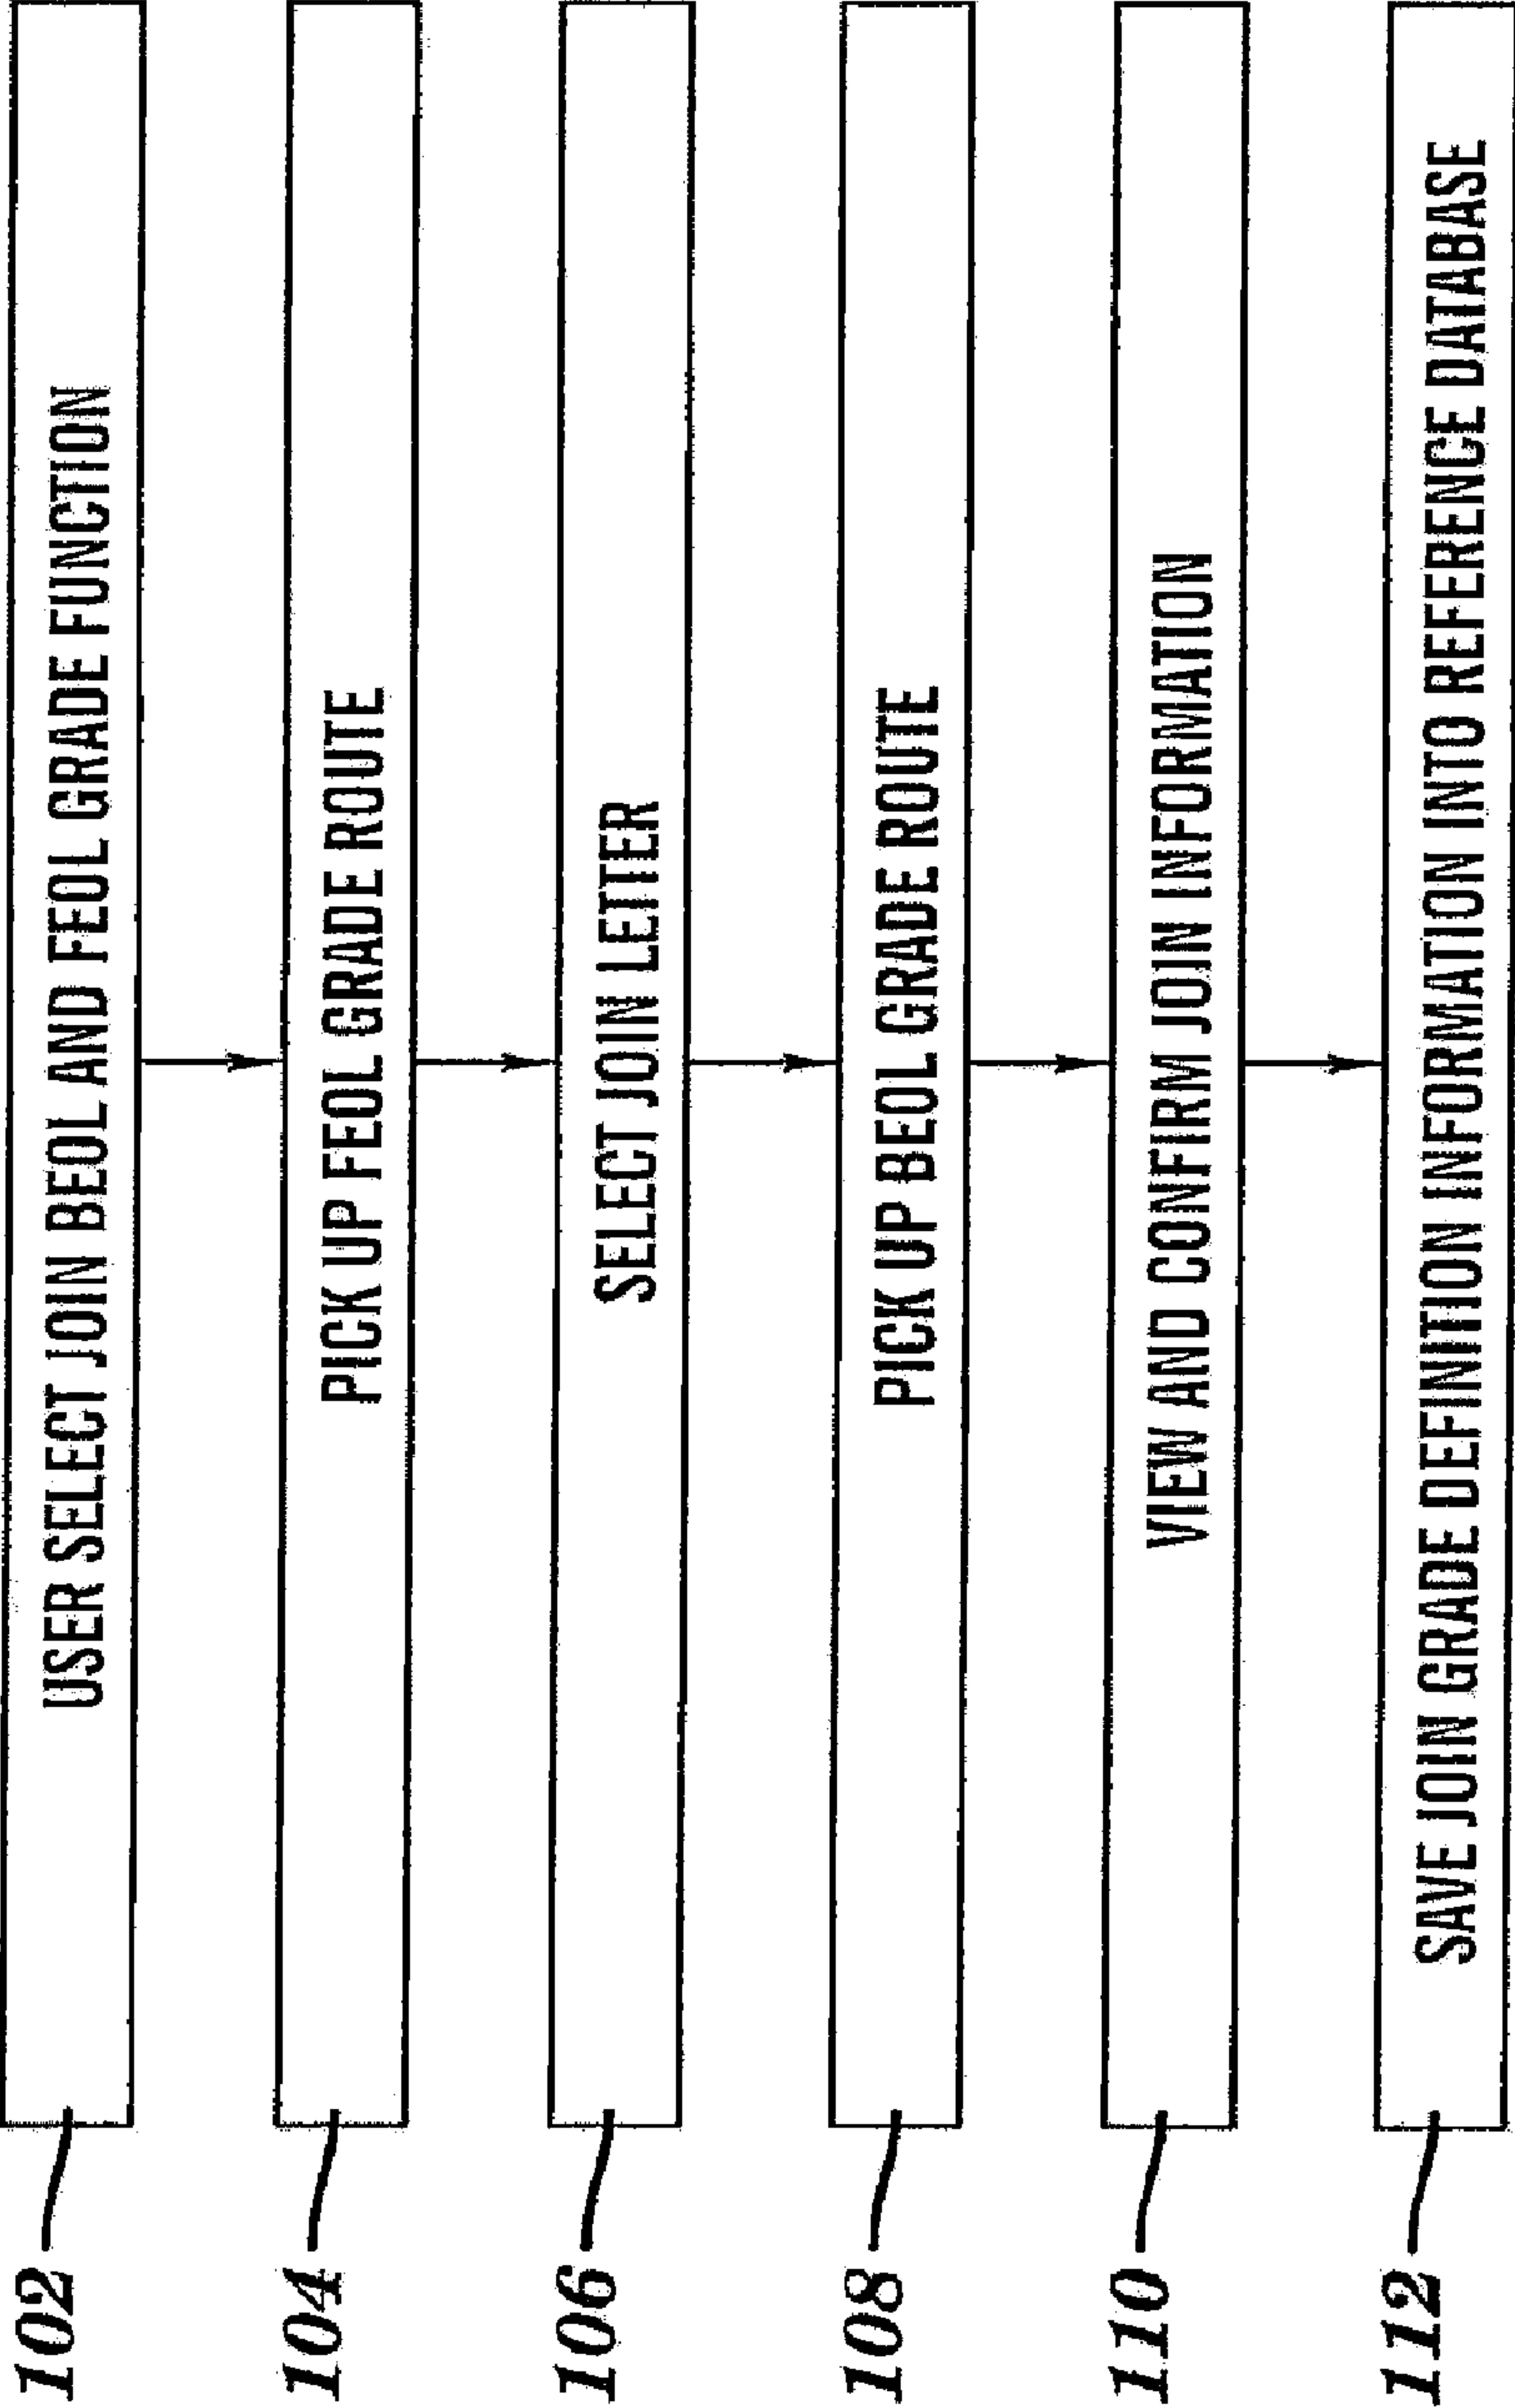 102 USER SELECT JOIN BEOL AND FEOL GRADE FUNCTION
104 PICK UP FEOL GRADE ROUTE
106 SELECT JOIN LETTER
108 PICK UP BEOL GRADE ROUTE
110 VIEW AND CONFIRM JOIN INFORMATION
112 SAVE JOIN GRADE DEFINITION INFORMATION INTO REFERENCE DATABASE